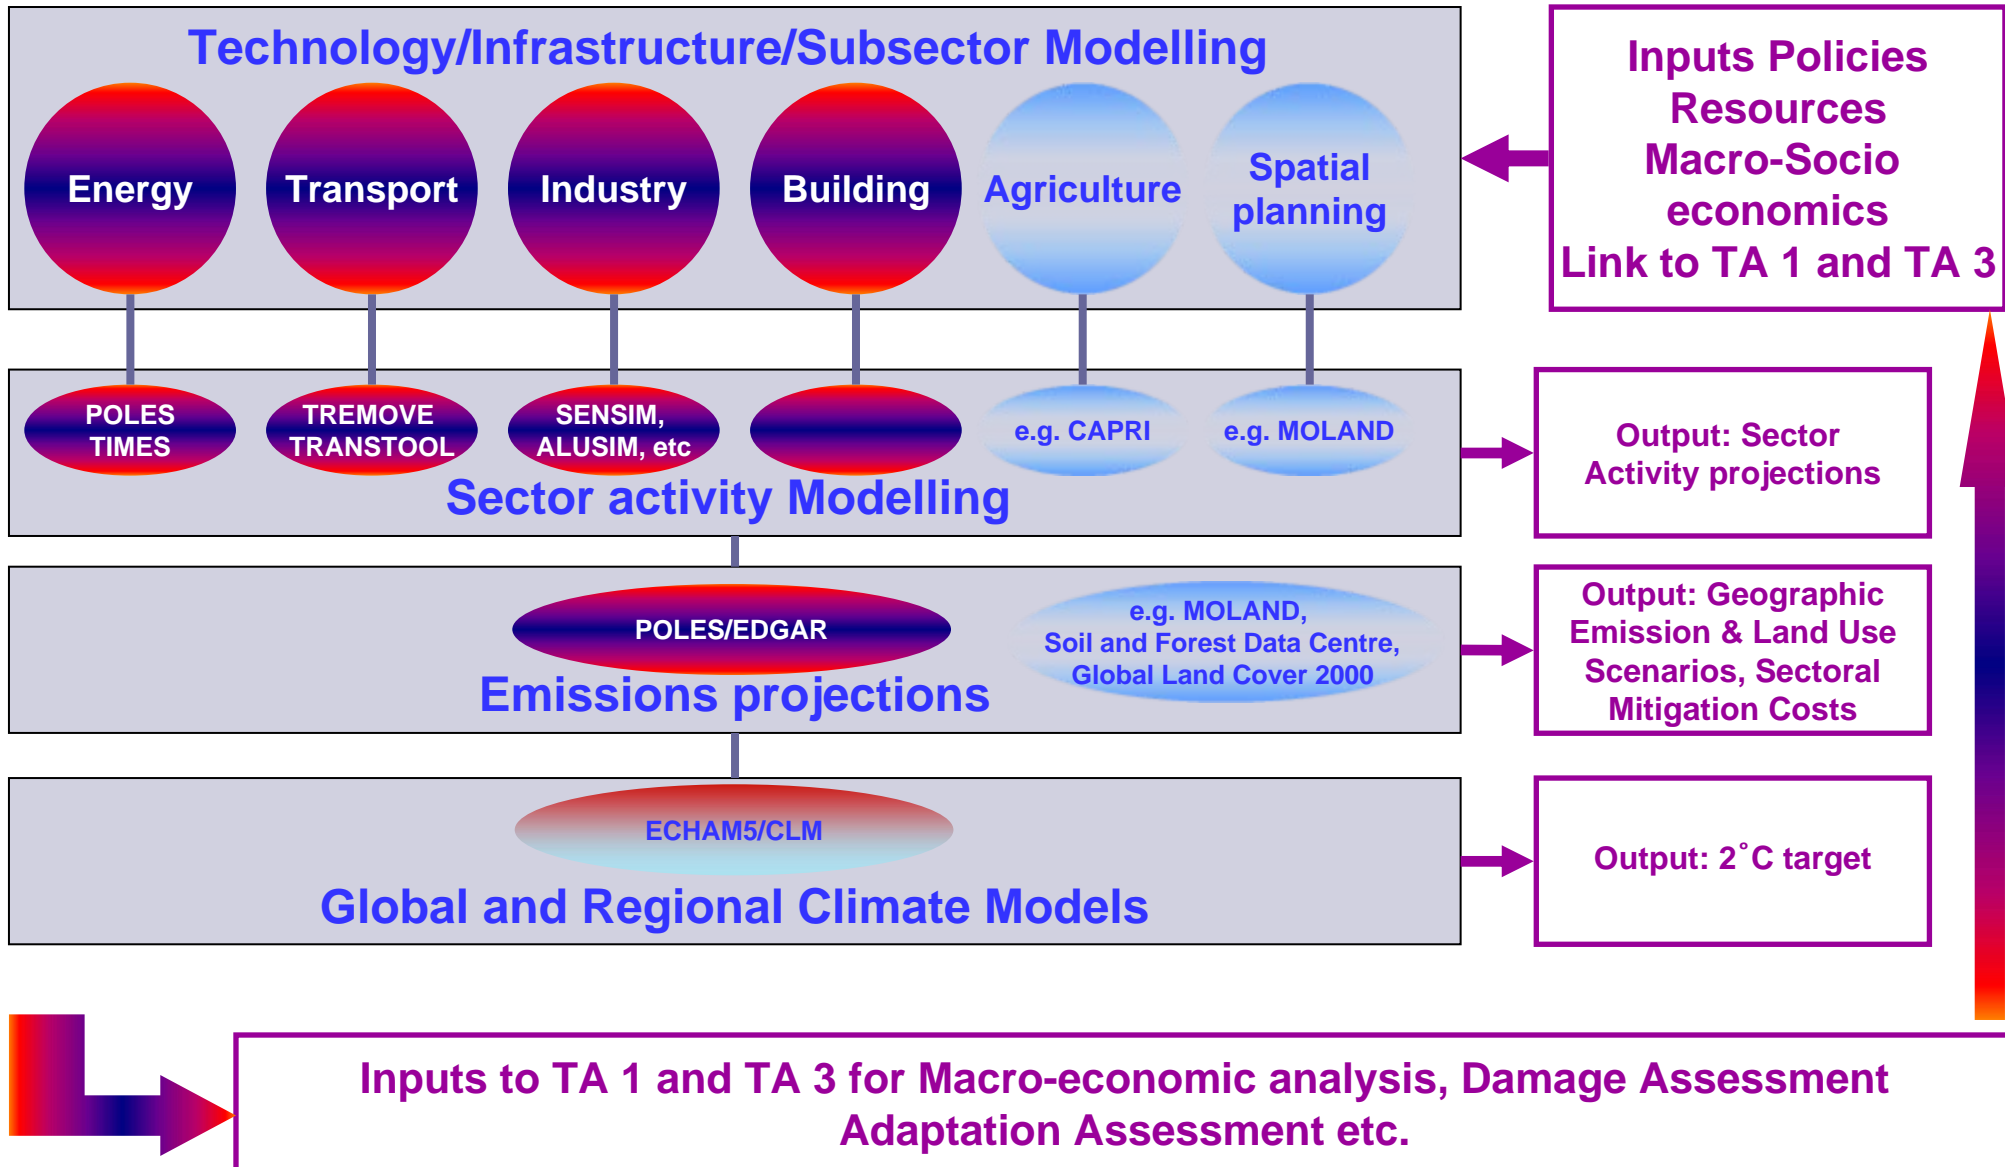 Technology/Infrastructure/Subsector Modelling
Energy
Transport
Industry
Building
Agriculture
Spatial
planning
Inputs Policies
Resources
Macro-Socio
economics
Link to TA 1 and TA 3
POLES
TIMES
TREMOVE
TRANSTOOL
SENSIM,
ALUSIM, etc
e.g. CAPRI
e.g. MOLAND
Sector activity Modelling
Output: Sector
Activity projections
POLES/EDGAR
e.g. MOLAND,
Soil and Forest Data Centre,
Global Land Cover 2000
Emissions projections
Output: Geographic
Emission & Land Use
Scenarios, Sectoral
Mitigation Costs
ECHAM5/CLM
Global and Regional Climate Models
Output: 2˚C target
Inputs to TA 1 and TA 3 for Macro-economic analysis, Damage Assessment
Adaptation Assessment etc.